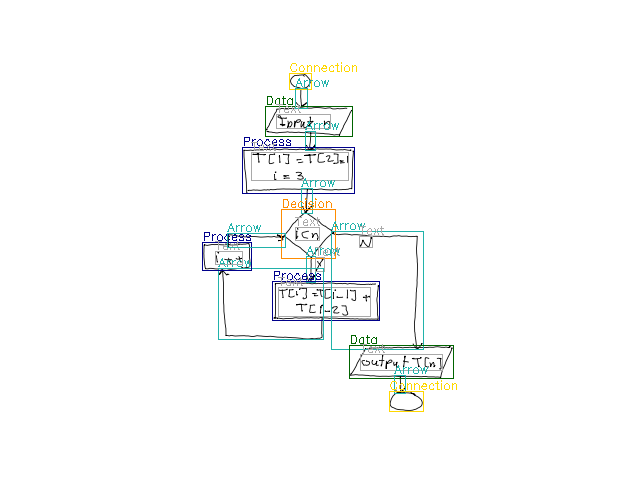 Connection
Arrow
Data
Text
Input n
Arrow
Process
T[1] = T[2]=1
i = 3
Arrow
Decision
Text
i<n
Arrow
Arrow
Text
N
Process
Text
i++
Arrow
Arrow
Text
Y
Process
Text
T[i]=T[i-1] +
T[i-2]
Data
Text
output T[n]
Arrow
Connection